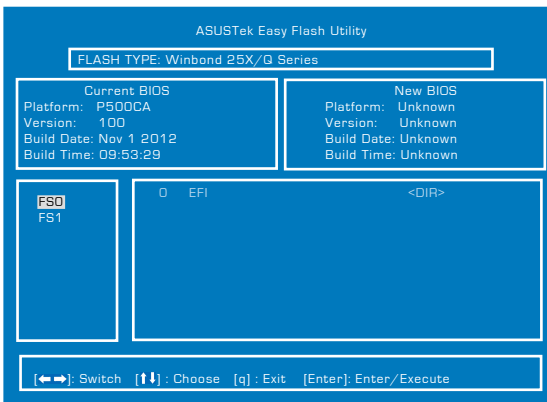 ASUSTek Easy Flash Utility
FLASH TYPE: Winbond 25X/Q Series
Current BIOS
Platform: P500CA
Version: 100
Build Date: Nov 1 2012
Build Time: 09:53:29
New BIOS
Platform: Unknown
Version: Unknown
Build Date: Unknown
Build Time: Unknown
FS0
FS1
0 EFI <DIR>
[←→]: Switch [↑↓] : Choose [q] : Exit [Enter]: Enter/Execute